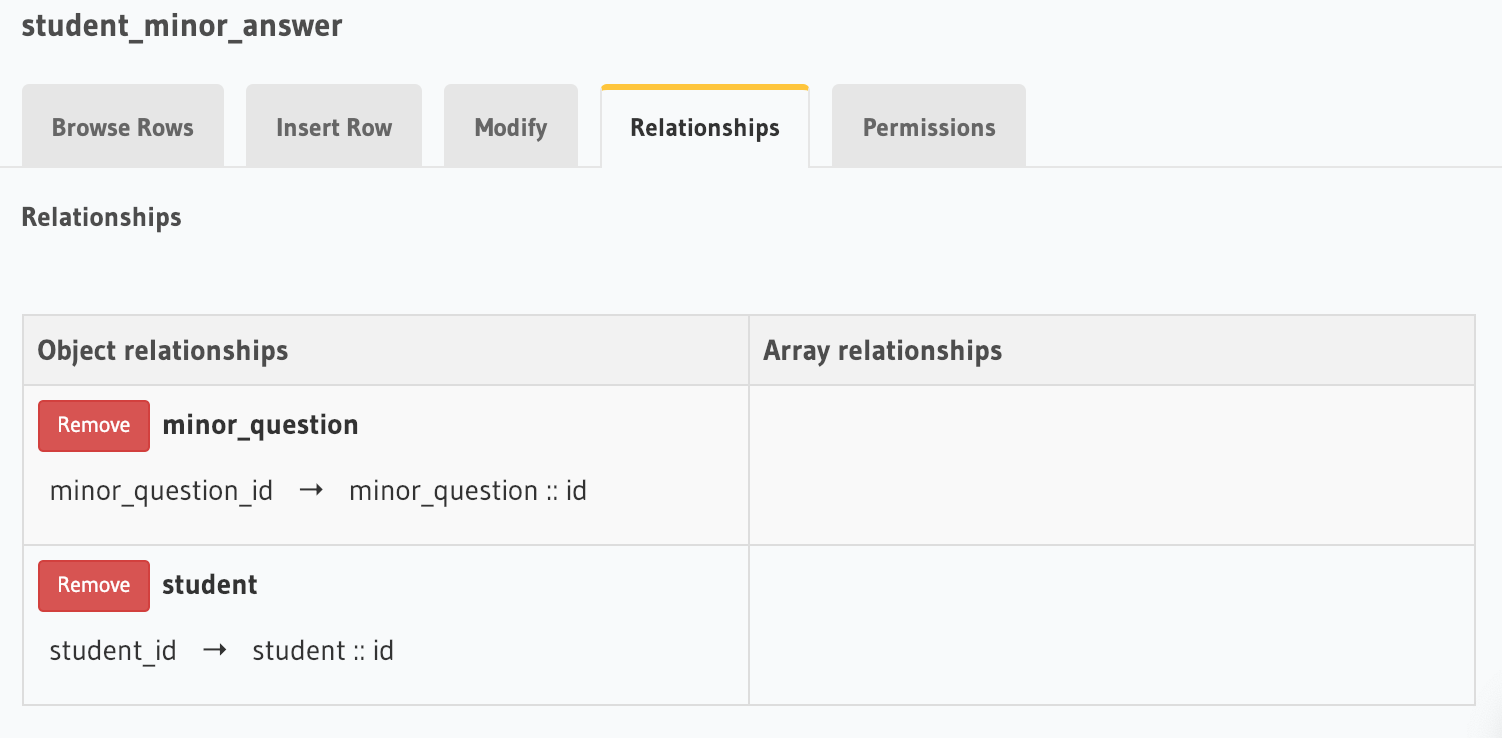 student_minor_answer
Browse Rows Insert Row Modify Relationships Permissions
Relationships
Object relationships Array relationships
Remove minor_question
minor_question_id → minor_question :: id
Remove student
student_id → student :: id